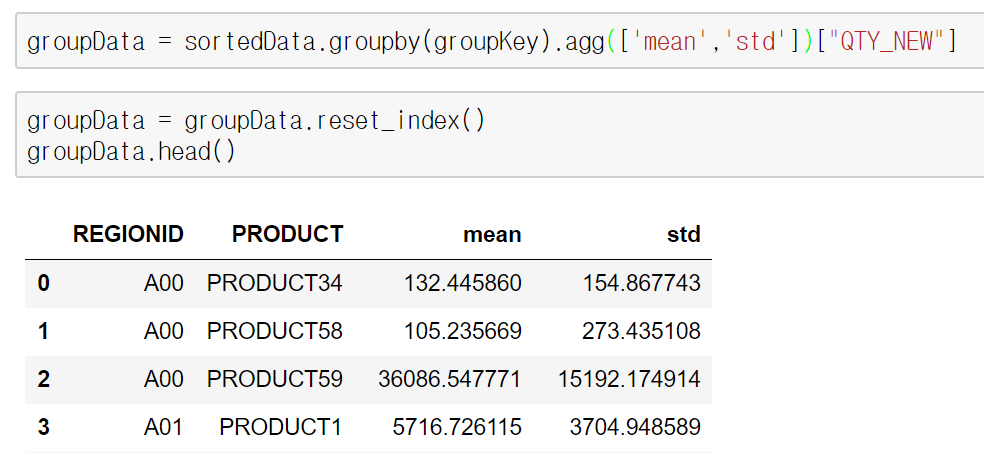 groupData = sortedData.groupby(groupKey).agg(['mean','std'])["QTY_NEW"]
groupData = groupData.reset_index()
groupData.head()
REGIONID PRODUCT mean std
0 A00 PRODUCT34 132.445860 154.867743
1 A00 PRODUCT58 105.235669 273.435108
2 A00 PRODUCT59 36086.547771 15192.174914
3 A01 PRODUCT1 5716.726115 3704.948589